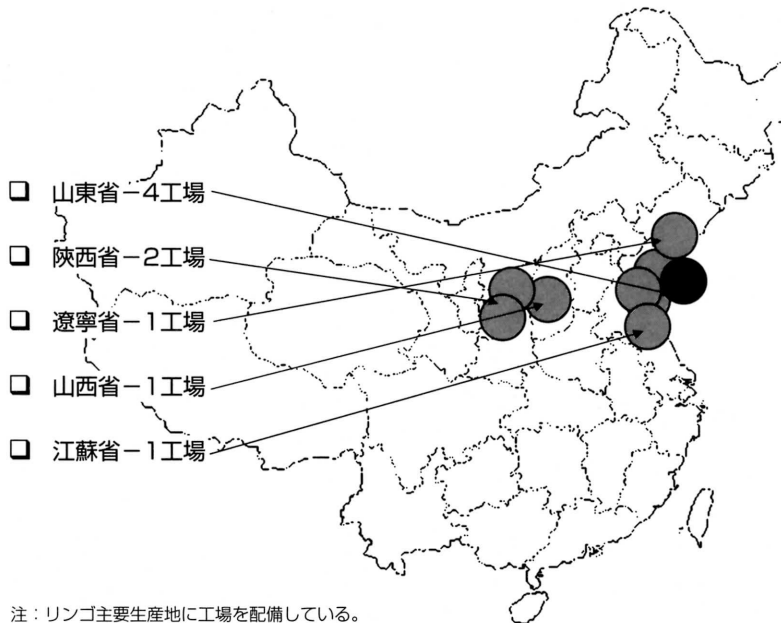 ❑ 山東省－4工場
❑ 陝西省－2工場
❑ 遼寧省－1工場
❑ 山西省－1工場
❑ 江蘇省－1工場
注：リンゴ主要生産地に工場を配備している。